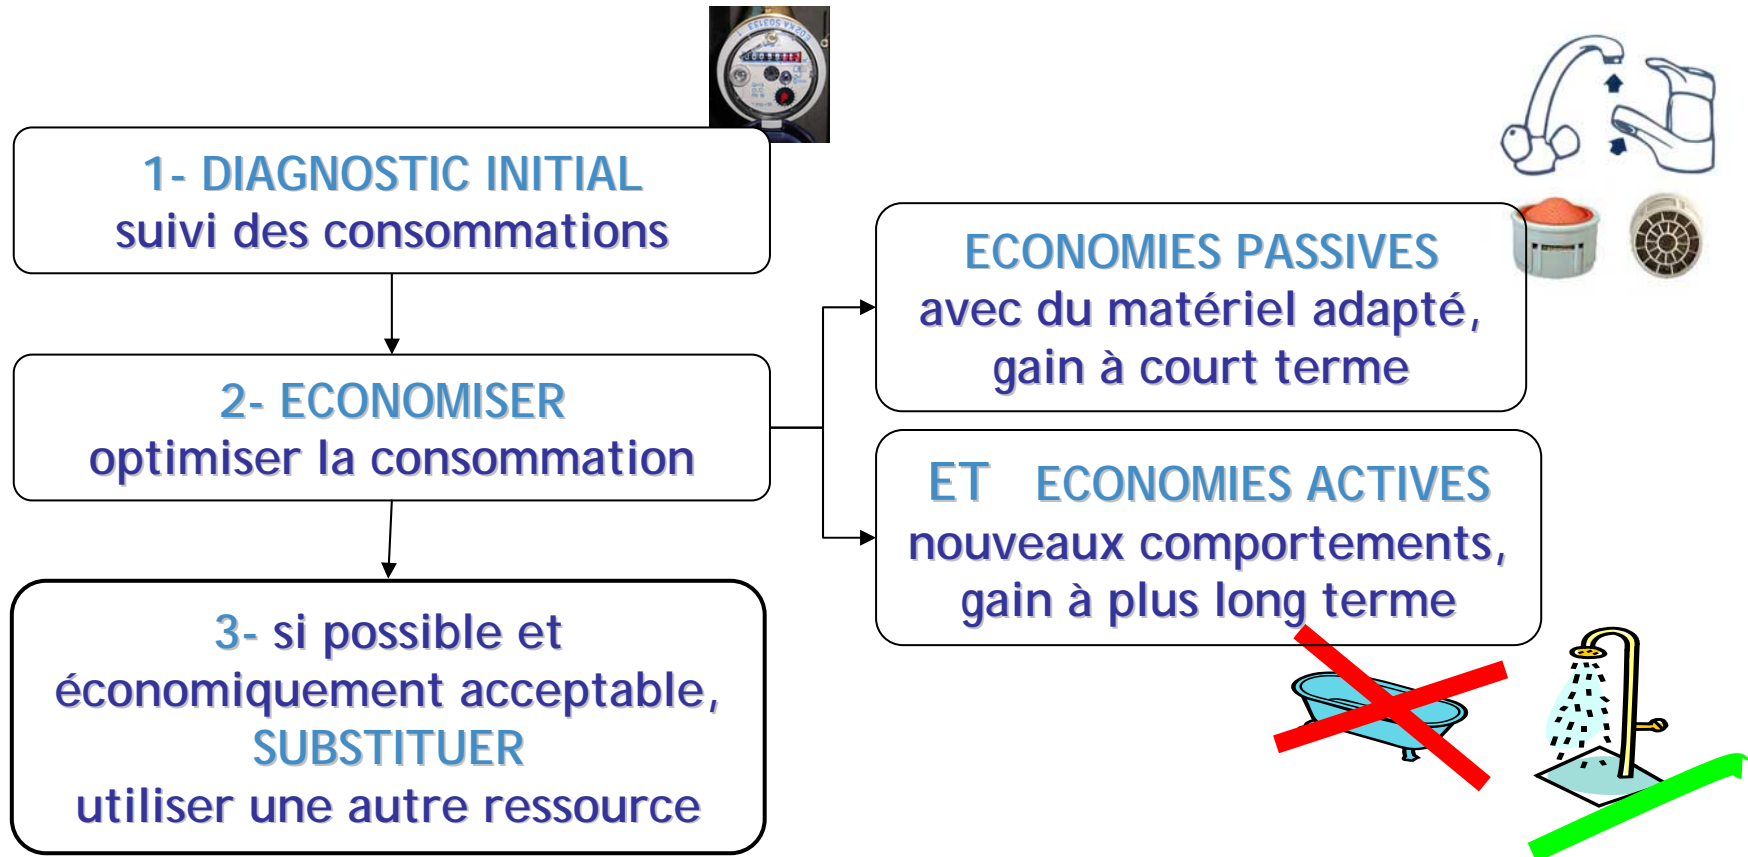 1- DIAGNOSTIC INITIAL
suivi des consommations
2- ECONOMISER
optimiser la consommation
3- si possible et
économiquement acceptable,
SUBSTITUER
utiliser une autre ressource
ECONOMIES PASSIVES
avec du matériel adapté,
gain à court terme
ET ECONOMIES ACTIVES
nouveaux comportements,
gain à plus long terme